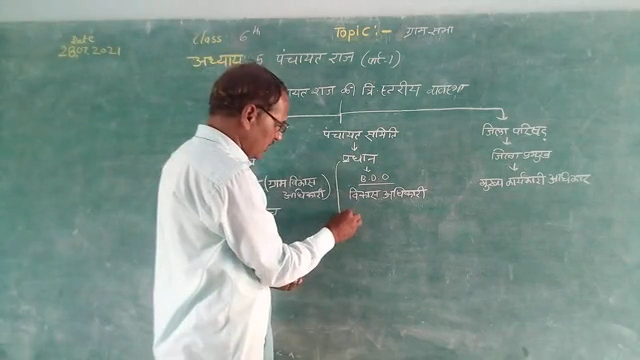 Date
28.07.2021
Class 6th
Topic:- ग्राम सभा
अध्याय 5 पंचायत राज (पार्ट-1)
यत-राज की त्रि-स्तरीय व्यवस्था
पंचायत समिति
प्रधान
B.D.O
विकास अधिकारी
(ग्राम विकास
अधिकारी)
जिला परिषद्
जिला प्रमुख
मुख्य कार्यकारी अधिकार